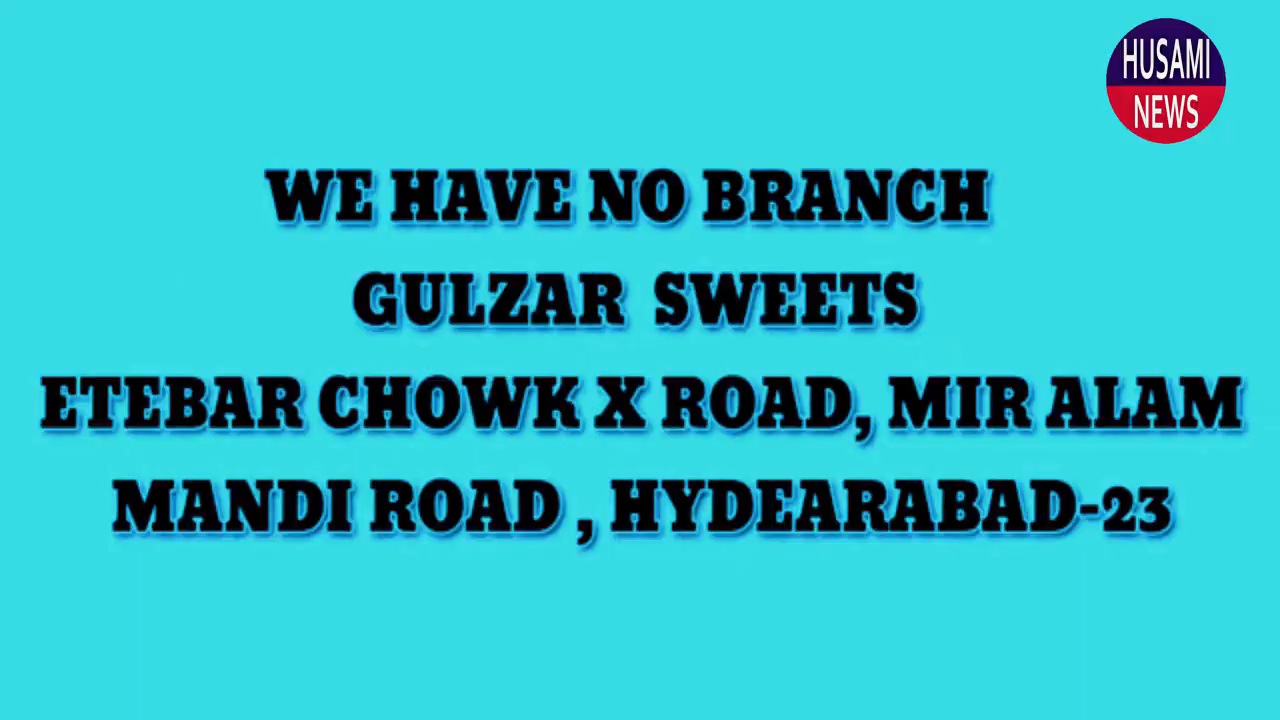 HUSAMI
NEWS
WE HAVE NO BRANCH
GULZAR SWEETS
ETEBAR CHOWK X ROAD, MIR ALAM
MANDI ROAD , HYDEARABAD-23